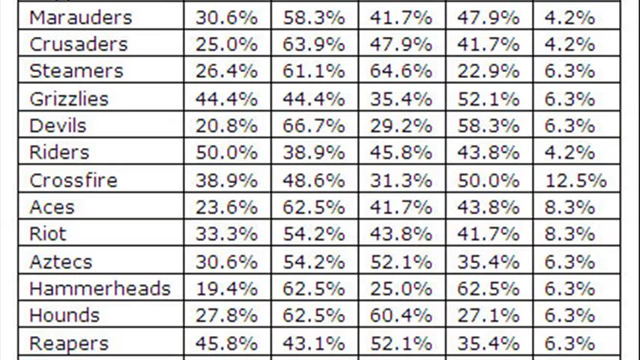 Marauders 30.6% 58.3% 41.7% 47.9% 4.2%
Crusaders 25.0% 63.9% 47.9% 41.7% 4.2%
Steamers 26.4% 61.1% 64.6% 22.9% 6.3%
Grizzlies 44.4% 44.4% 35.4% 52.1% 6.3%
Devils 20.8% 66.7% 29.2% 58.3% 6.3%
Riders 50.0% 38.9% 45.8% 43.8% 4.2%
Crossfire 38.9% 48.6% 31.3% 50.0% 12.5%
Aces 23.6% 62.5% 41.7% 43.8% 8.3%
Riot 33.3% 54.2% 43.8% 41.7% 8.3%
Aztecs 30.6% 54.2% 52.1% 35.4% 6.3%
Hammerheads 19.4% 62.5% 25.0% 62.5% 6.3%
Hounds 27.8% 62.5% 60.4% 27.1% 6.3%
Reapers 45.8% 43.1% 52.1% 35.4% 6.3%